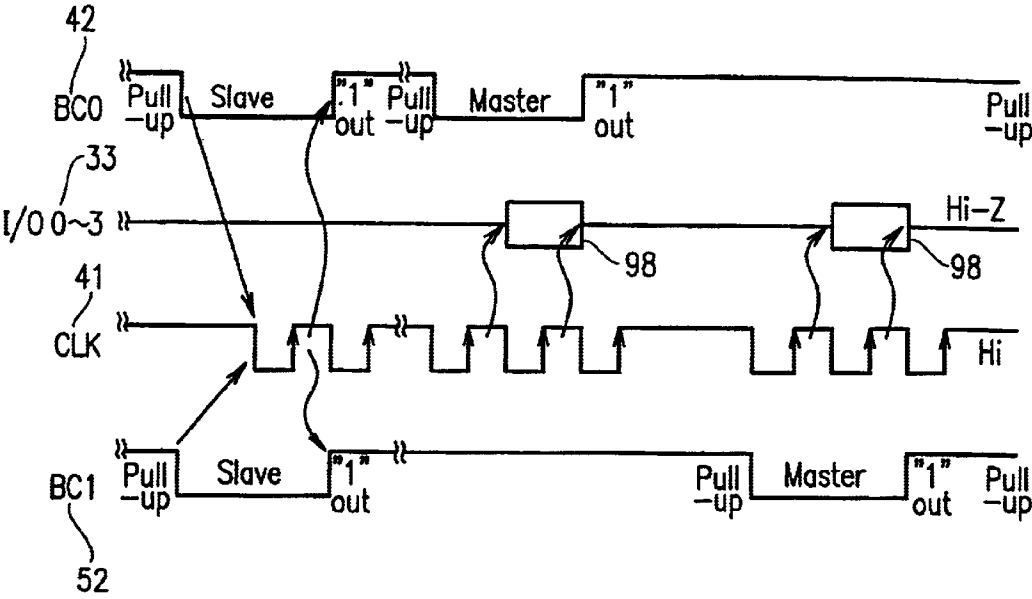 42
BC0
Pull
-up
Slave
"1"
out
Pull
-up
Master
"1"
out
Pull
-up
33
I/O 0~3
98
Hi-Z
98
41
CLK
Hi
BC1
Pull
-up
Slave
"1"
out
Pull
-up
Master
"1"
out
Pull
-up
52